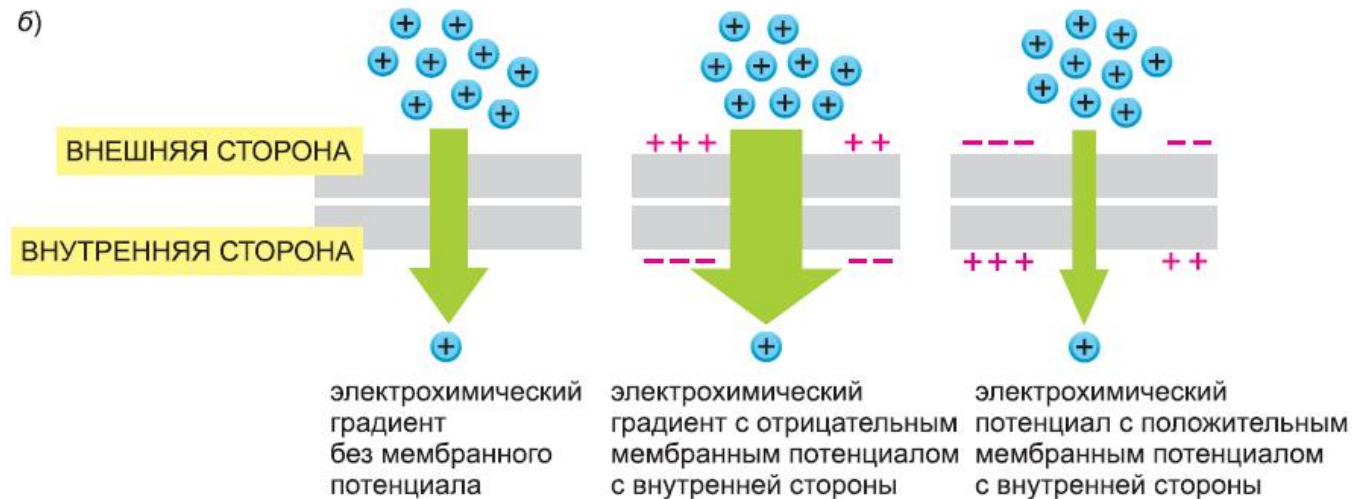 б)
ВНЕШНЯЯ СТОРОНА
+++ ++
––– ––
ВНУТРЕННЯЯ СТОРОНА
––– ––
+++ ++
электрохимический
градиент
без мембранного
потенциала
электрохимический
градиент с отрицательным
мембранным потенциалом
с внутренней стороны
электрохимический
потенциал с положительным
мембранным потенциалом
с внутренней стороны